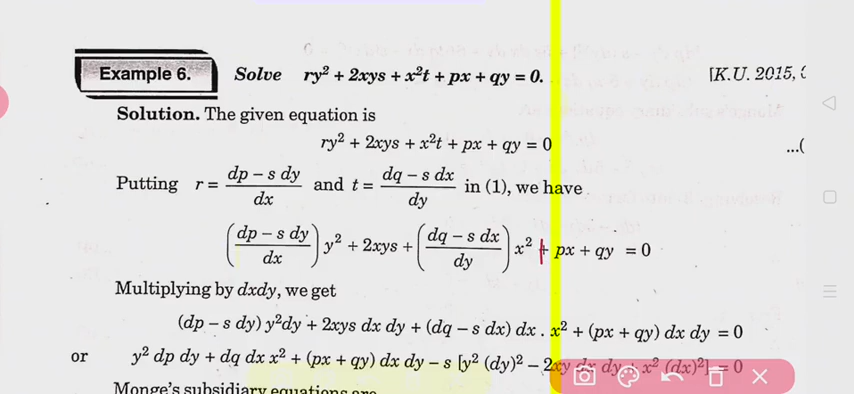 Example 6. Solve ry² + 2xys + x²t + px + qy = 0. [K.U. 2015,
Solution. The given equation is
ry² + 2xys + x²t + px + qy = 0 ...(
Putting r = (dp – s dy)/dx and t = (dq – s dx)/dy in (1), we have
((dp – s dy)/dx) y² + 2xys + ((dq – s dx)/dy) x² + px + qy = 0
Multiplying by dxdy, we get
(dp – s dy) y²dy + 2xys dx dy + (dq – s dx) dx . x² + (px + qy) dx dy = 0
or y² dp dy + dq dx x² + (px + qy) dx dy – s [y² (dy)² – 2xy dx dy + x² (dx)²] = 0
Monge's subsidiary equations are